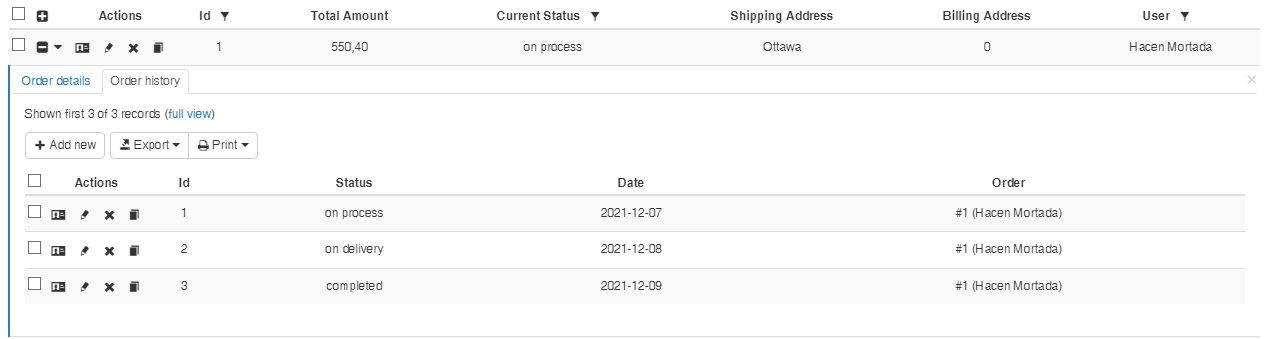 Actions Id Total Amount Current Status Shipping Address Billing Address User
1 550,40 on process Ottawa 0 Hacen Mortada
Order details Order history ×
Shown first 3 of 3 records (full view)
Add new Export Print
Actions Id Status Date Order
1 on process 2021-12-07 #1 (Hacen Mortada)
2 on delivery 2021-12-08 #1 (Hacen Mortada)
3 completed 2021-12-09 #1 (Hacen Mortada)